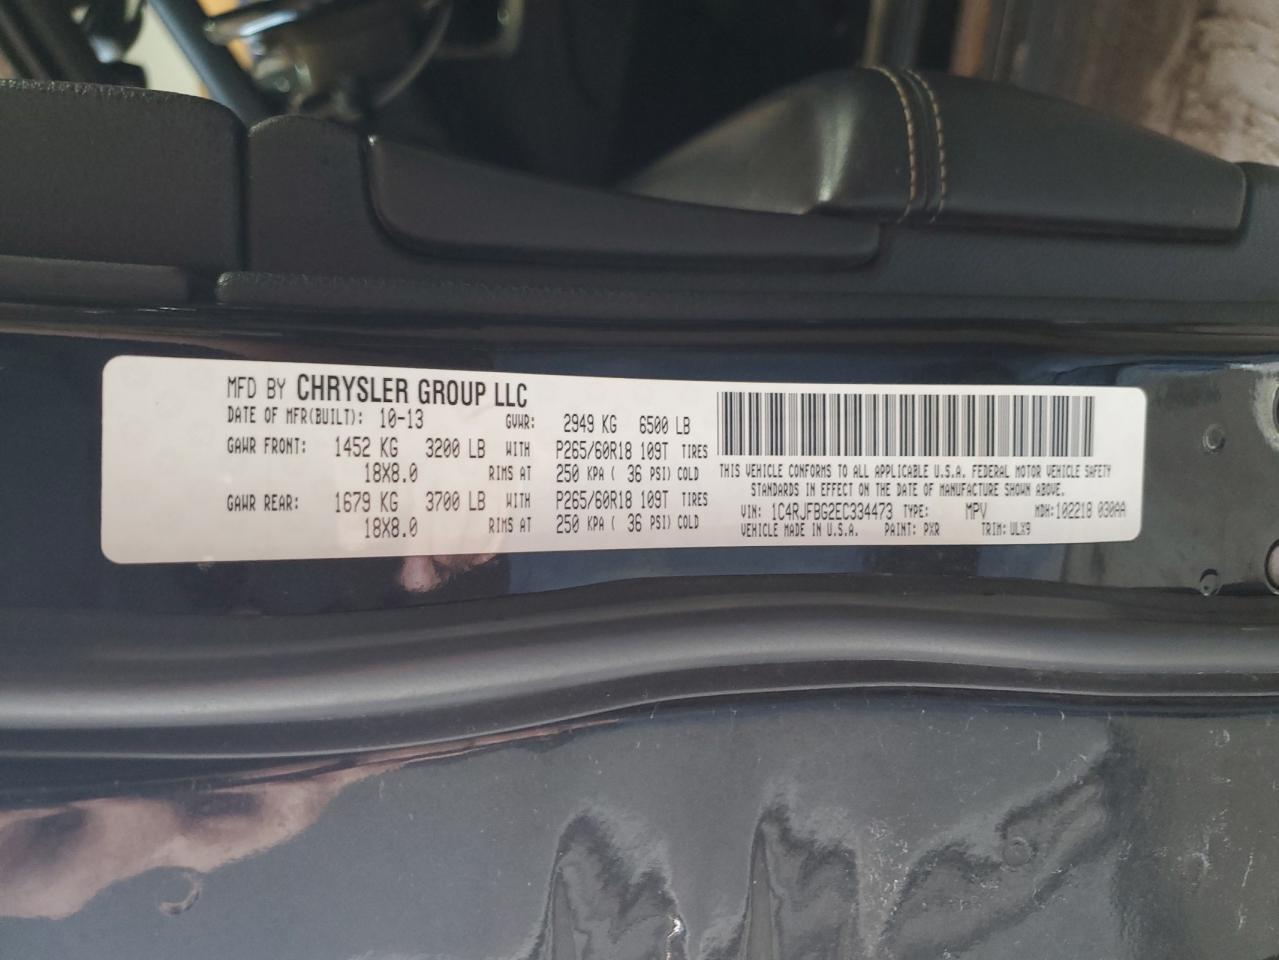 MFD BY CHRYSLER GROUP LLC
DATE OF MFR(BUILT): 10-13 GVWR: 2949 KG 6500 LB
GAWR FRONT: 1452 KG 3200 LB WITH P265/60R18 109T TIRES
18X8.0 RIMS AT 250 KPA ( 36 PSI) COLD
GAWR REAR: 1679 KG 3700 LB WITH P265/60R18 109T TIRES
18X8.0 RIMS AT 250 KPA ( 36 PSI) COLD
THIS VEHICLE CONFORMS TO ALL APPLICABLE U.S.A. FEDERAL MOTOR VEHICLE SAFETY
STANDARDS IN EFFECT ON THE DATE OF MANUFACTURE SHOWN ABOVE.
VIN: 1C4RJFBG2EC334473 TYPE: MPV MDH:102218 030AA
VEHICLE MADE IN U.S.A. PAINT: PXR TRIM: ULX9